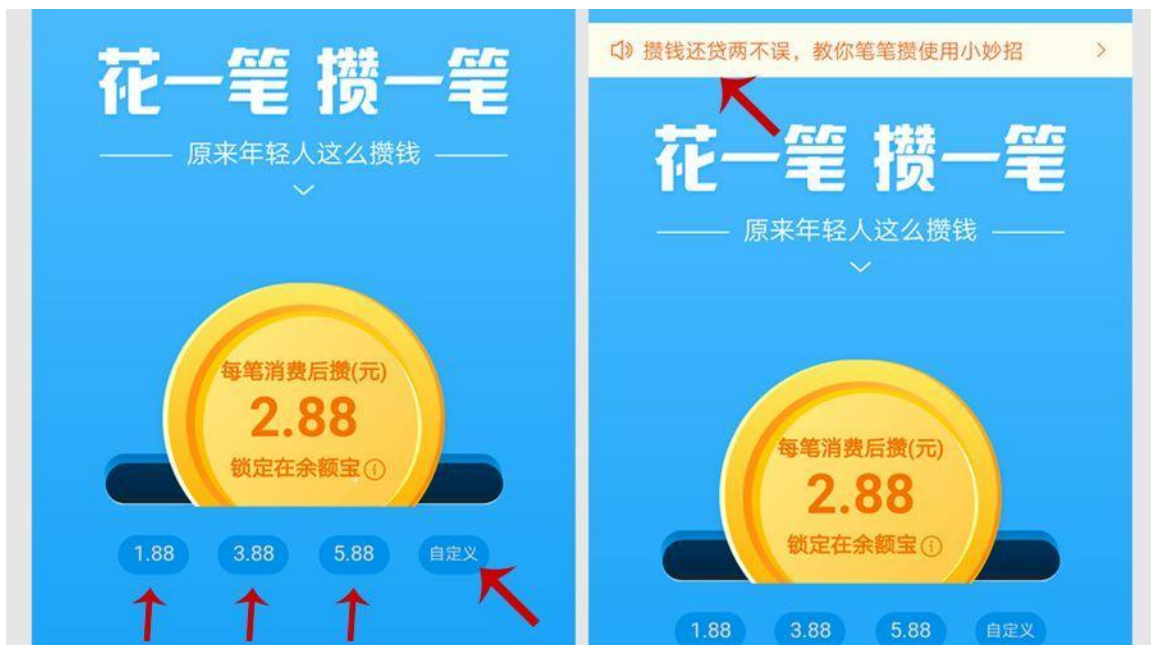 花一笔 攒一笔
原来年轻人这么攒钱
每笔消费后攒(元)
2.88
锁定在余额宝
1.88 3.88 5.88 自定义
攒钱还贷两不误，教你笔笔攒使用小妙招
花一笔 攒一笔
原来年轻人这么攒钱
每笔消费后攒(元)
2.88
锁定在余额宝
1.88 3.88 5.88 自定义